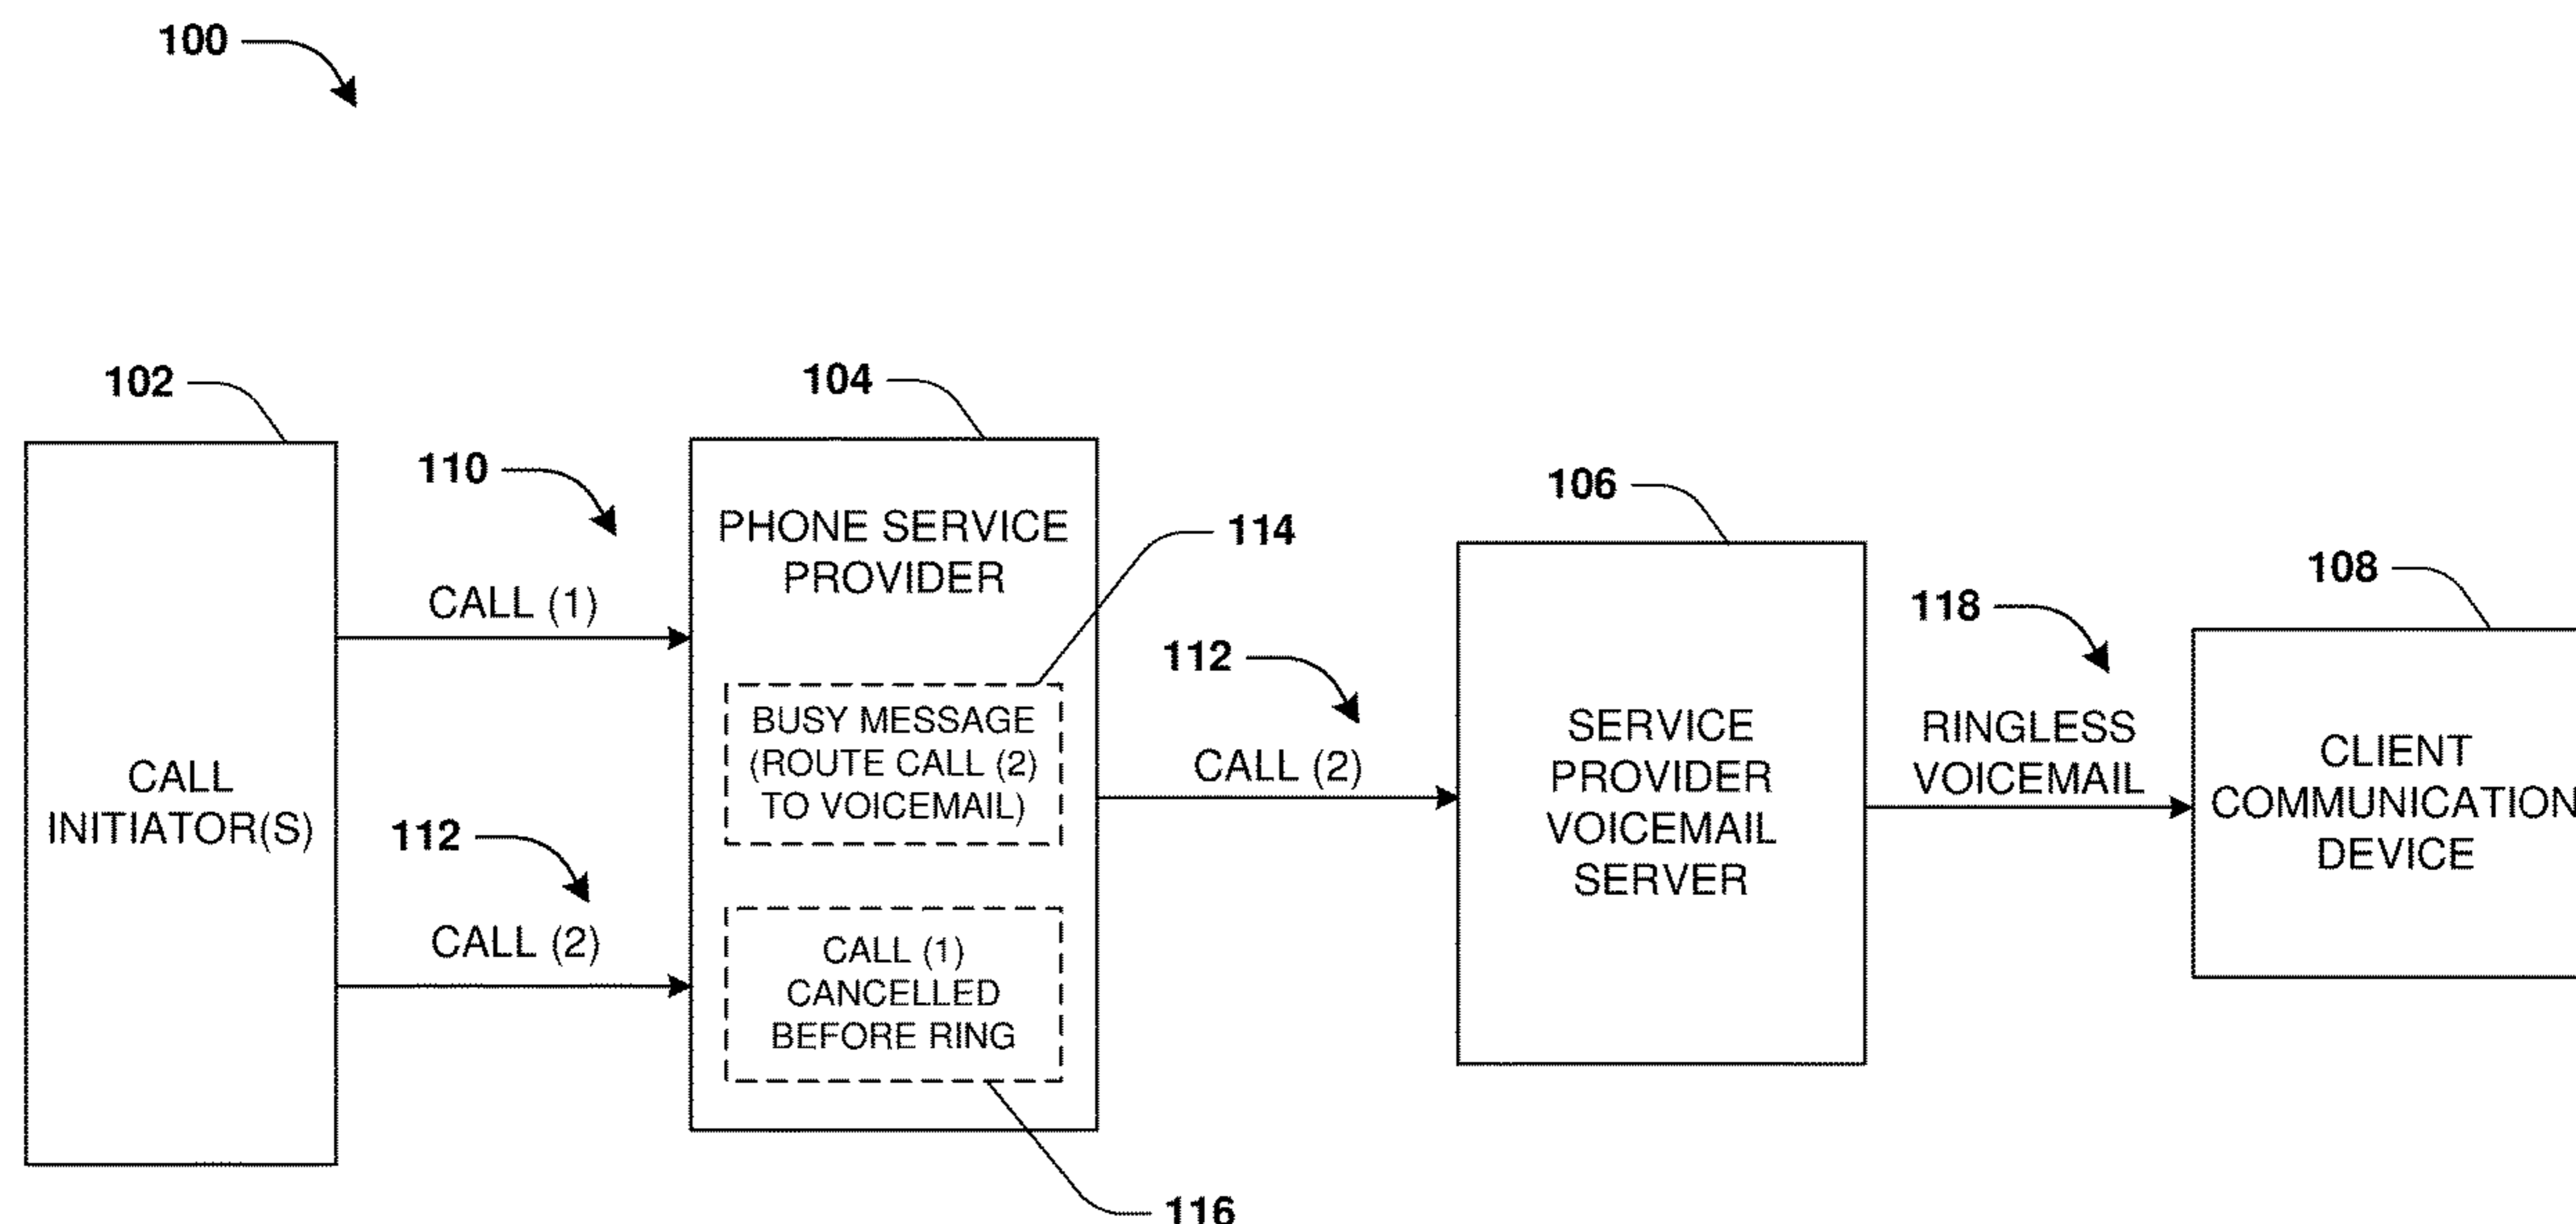 100
102
CALL
INITIATOR(S)
110
CALL (1)
112
CALL (2)
104
PHONE SERVICE
PROVIDER
114
BUSY MESSAGE
(ROUTE CALL (2)
TO VOICEMAIL)
CALL (1)
CANCELLED
BEFORE RING
116
112
CALL (2)
106
SERVICE
PROVIDER
VOICEMAIL
SERVER
118
RINGLESS
VOICEMAIL
108
CLIENT
COMMUNICATION
DEVICE